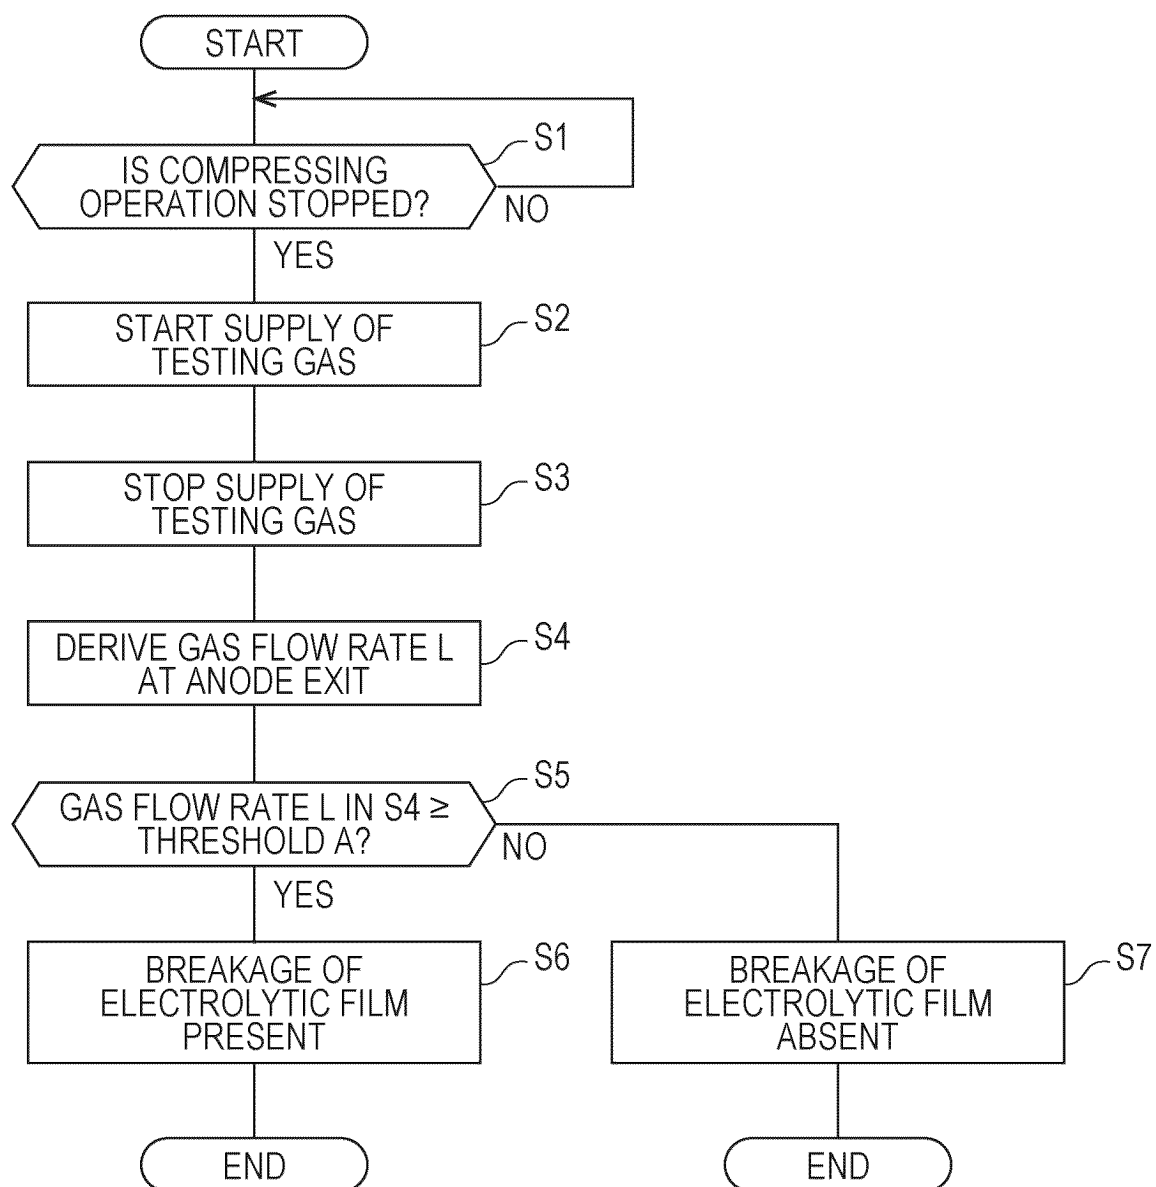 START
S1
IS COMPRESSING
OPERATION STOPPED?
NO
YES
S2
START SUPPLY OF
TESTING GAS
S3
STOP SUPPLY OF
TESTING GAS
S4
DERIVE GAS FLOW RATE L
AT ANODE EXIT
S5
GAS FLOW RATE L IN S4 ≥
THRESHOLD A?
NO
YES
S6
BREAKAGE OF
ELECTROLYTIC FILM
PRESENT
S7
BREAKAGE OF
ELECTROLYTIC FILM
ABSENT
END
END